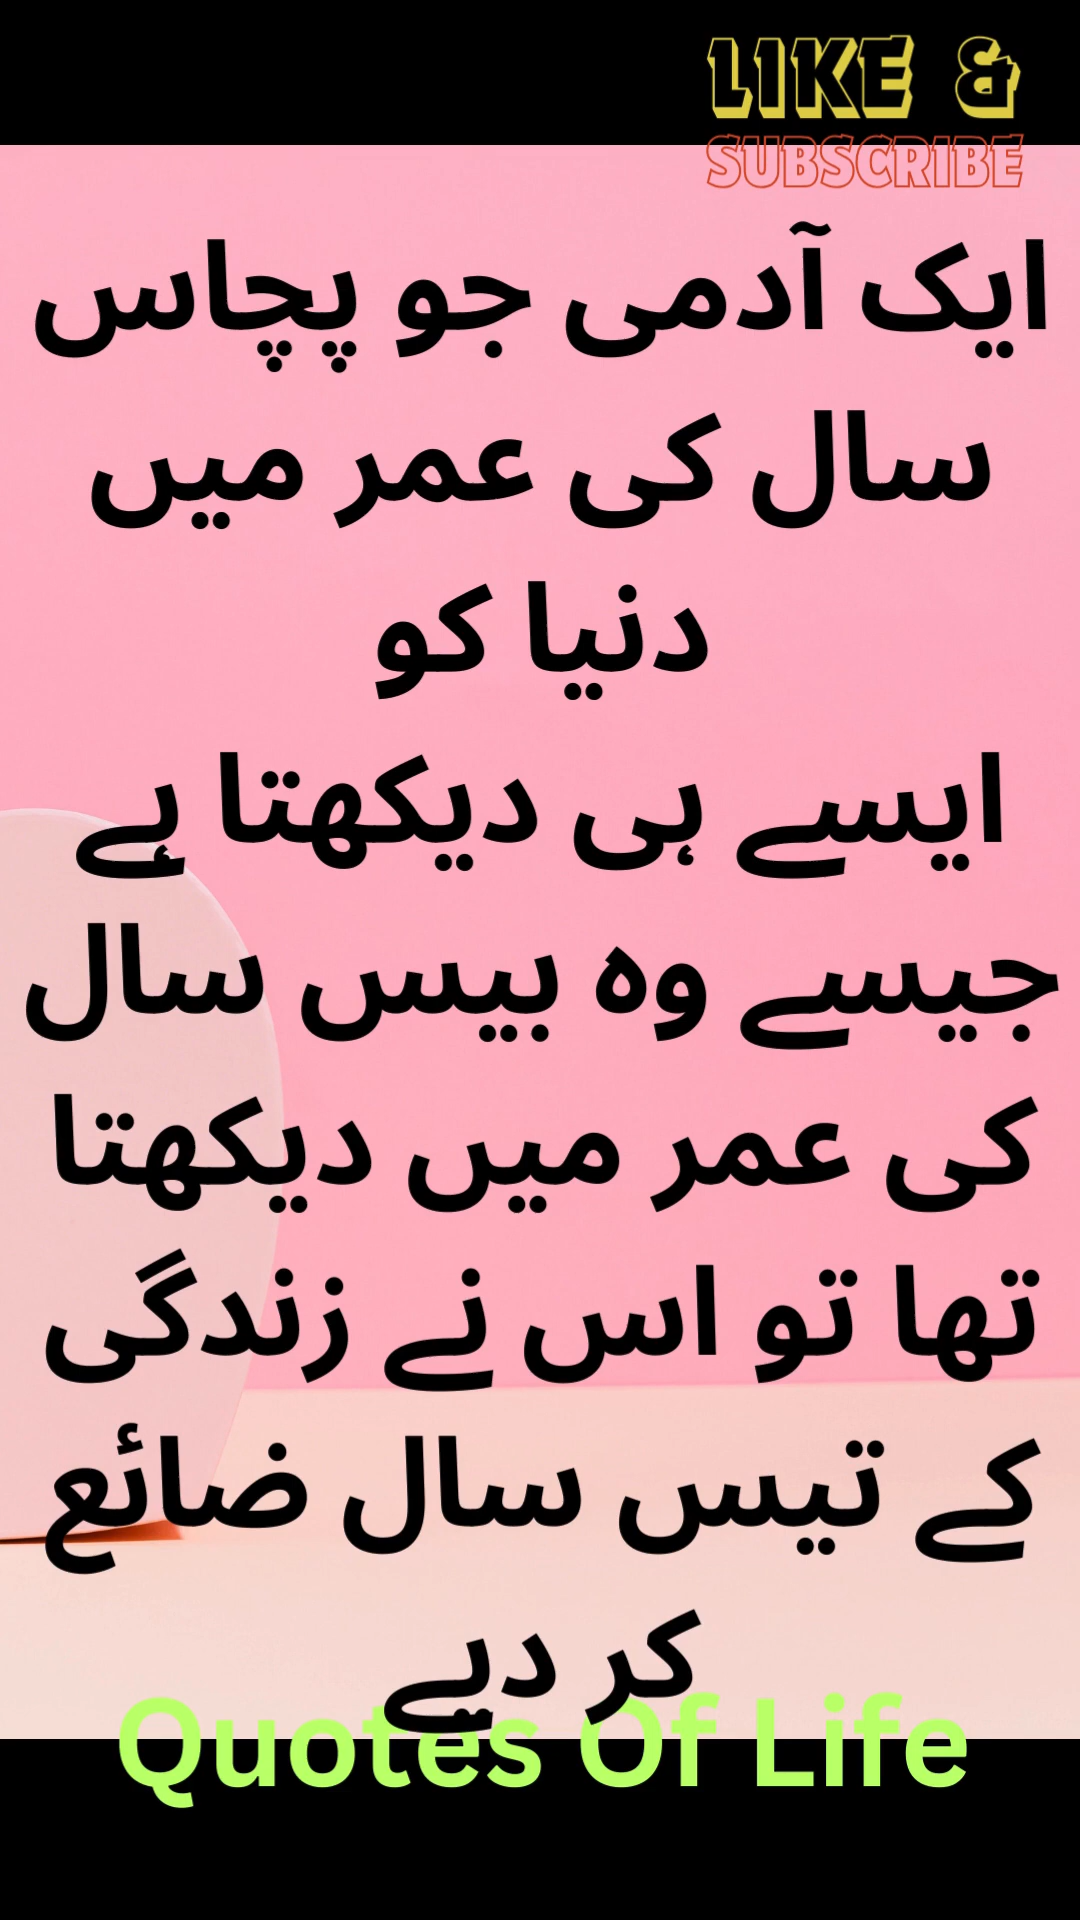 LIKE &
SUBSCRIBE
ایک آدمی جو پچاس
سال کی عمر میں
دنیا کو
ایسے ہی دیکھتا ہے
جیسے وہ بیس سال
کی عمر میں دیکھتا
تھا تو اس نے زندگی
کے تیس سال ضائع
کر دیے
Quotes Of Life